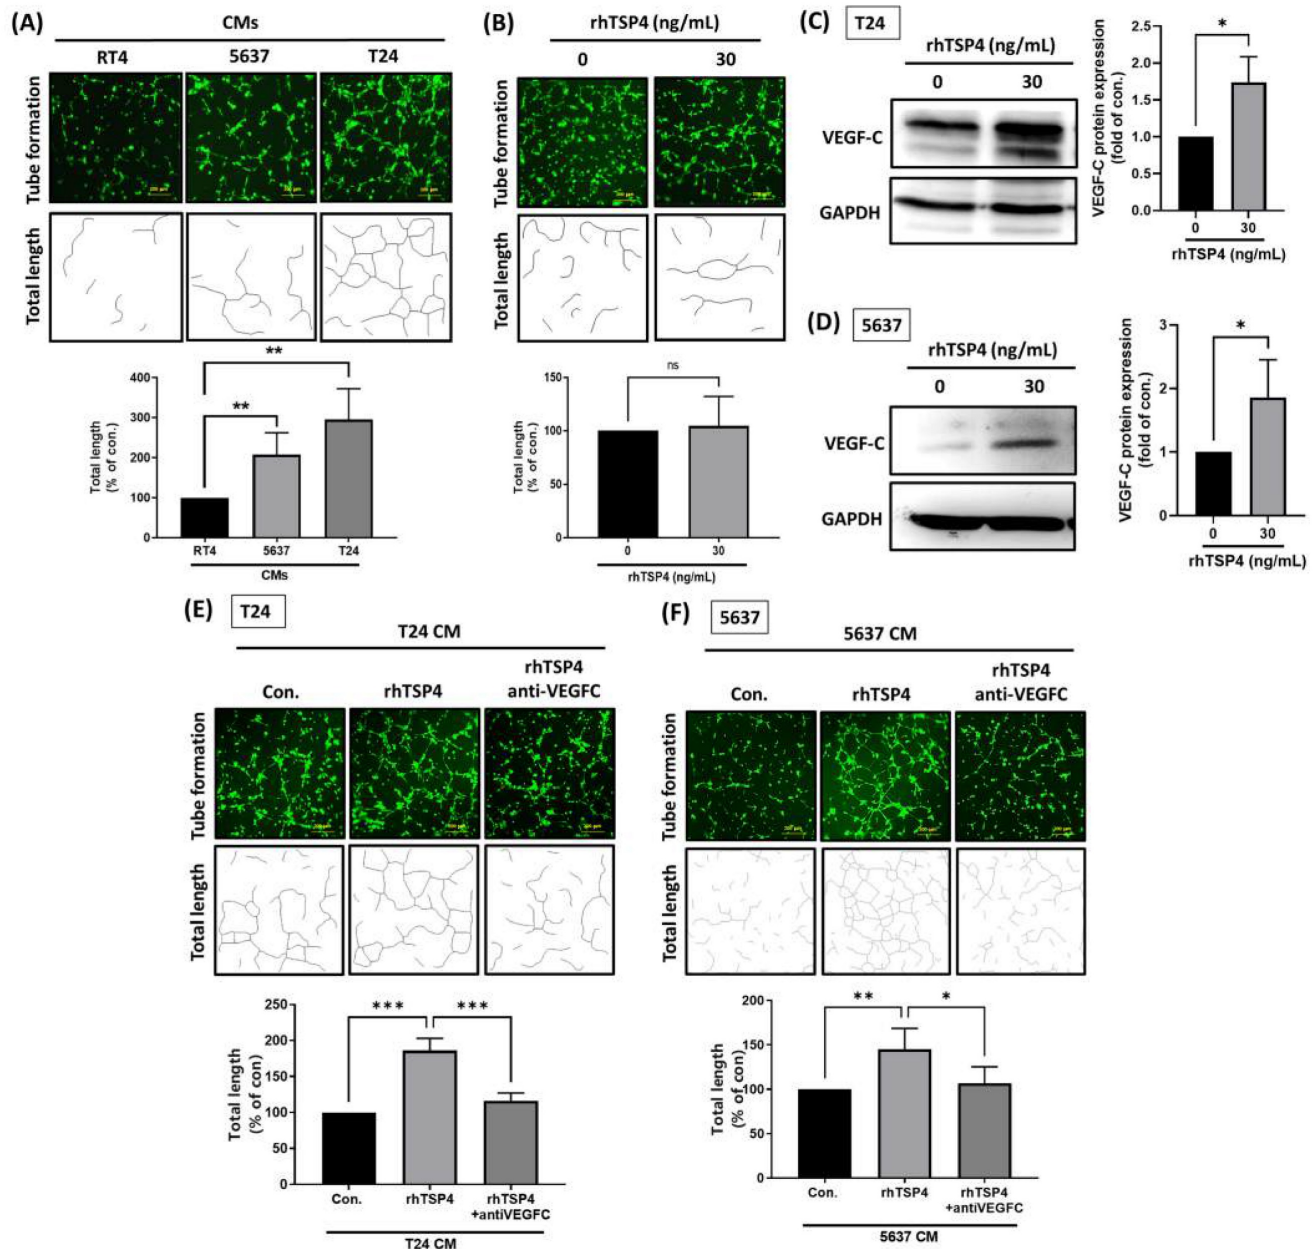 (A)
CMs
RT4 5637 T24
Tube formation
Total length
** 
**
Total length
(% of con.)
400
300
200
100
0
RT4 5637 T24
CMs
(B)
rhTSP4 (ng/mL)
0 30
Tube formation
Total length
ns
Total length
(% of con.)
150
100
50
0
0 30
rhTSP4 (ng/mL)
(C) T24
rhTSP4 (ng/mL)
0 30
VEGF-C
GAPDH
*
VEGF-C protein expression
(fold of con.)
2.5
2.0
1.5
1.0
0.5
0.0
0 30
rhTSP4 (ng/mL)
(D) 5637
rhTSP4 (ng/mL)
0 30
VEGF-C
GAPDH
*
VEGF-C protein expression
(fold of con.)
3
2
1
0
0 30
rhTSP4 (ng/mL)
(E) T24
T24 CM
Con. rhTSP4 rhTSP4
anti-VEGFC
Tube formation
Total length
*** ***
Total length
(% of con)
250
200
150
100
50
0
Con. rhTSP4 rhTSP4
+antiVEGFC
T24 CM
(F) 5637
5637 CM
Con. rhTSP4 rhTSP4
anti-VEGFC
Tube formation
Total length
** *
Total length
(% of con)
200
150
100
50
0
Con. rhTSP4 rhTSP4
+antiVEGFC
5637 CM